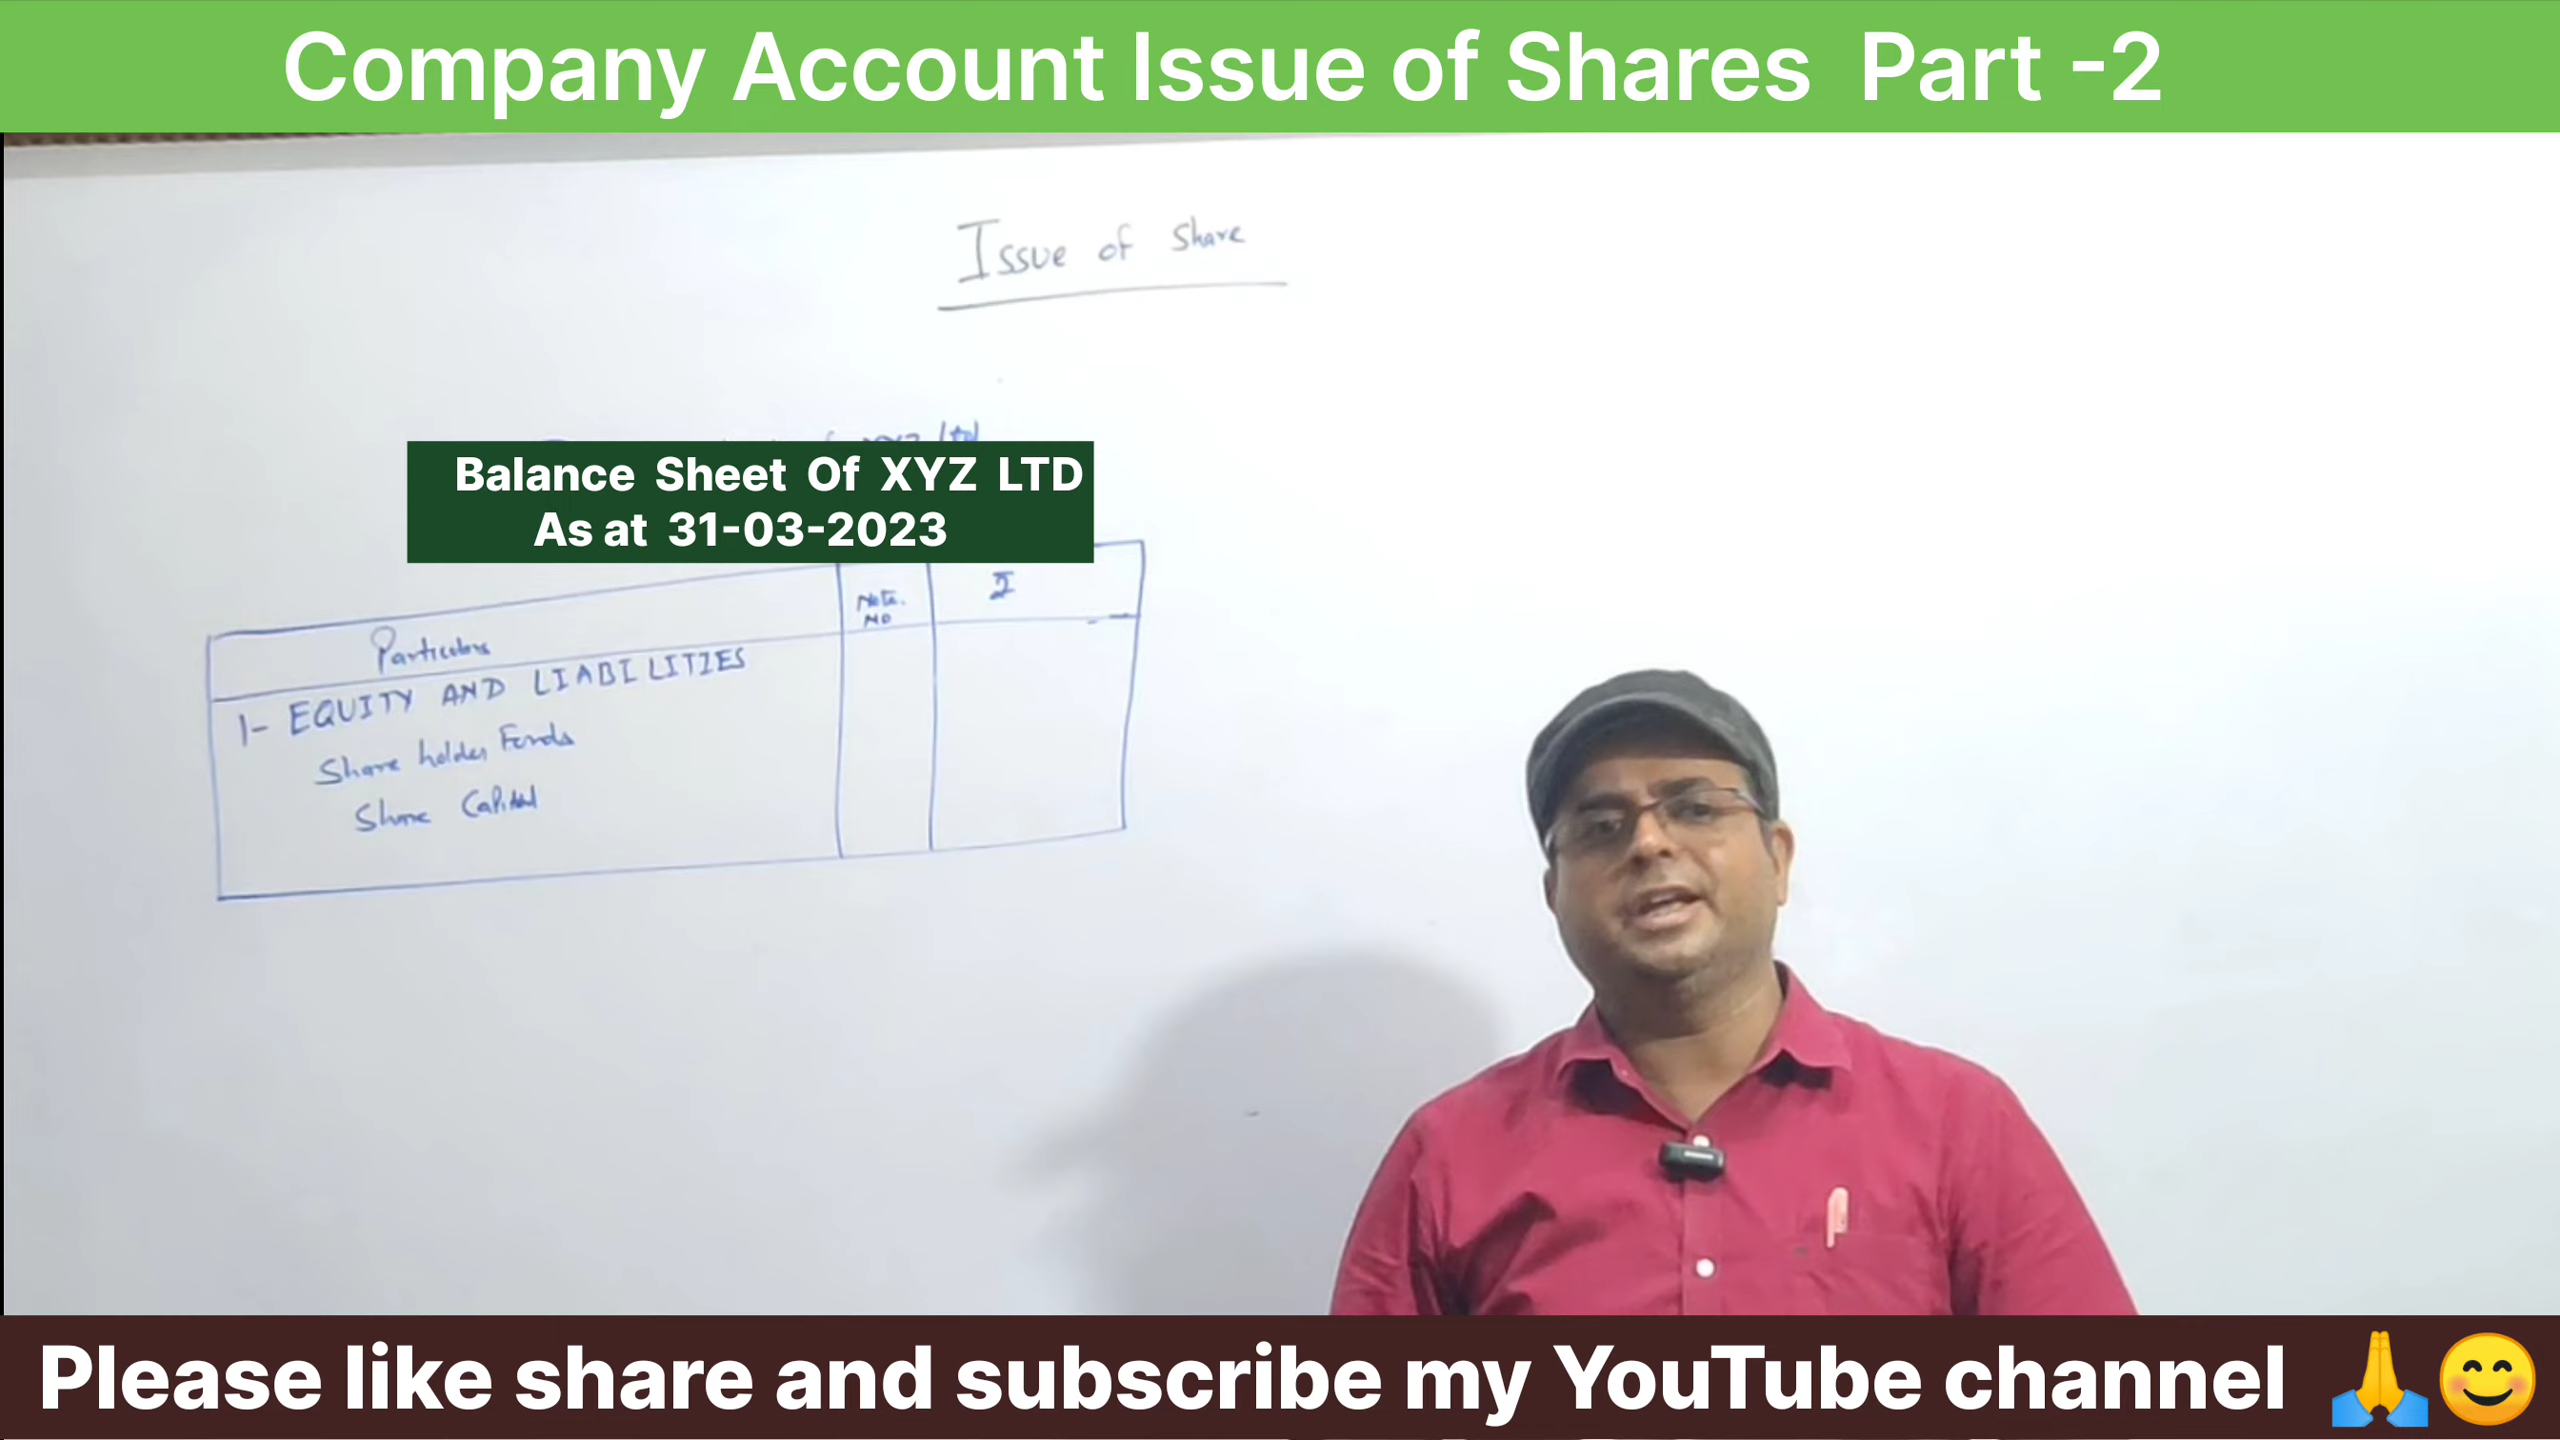 Company Account Issue of Shares Part -2
Issue of Share
Ltd
Balance Sheet Of XYZ LTD
As at 31-03-2023
Particulars
Note.
No
1- EQUITY AND LIABILITIES
Share holder Funds
Share Capital
Please like share and subscribe my YouTube channel 🙏😊